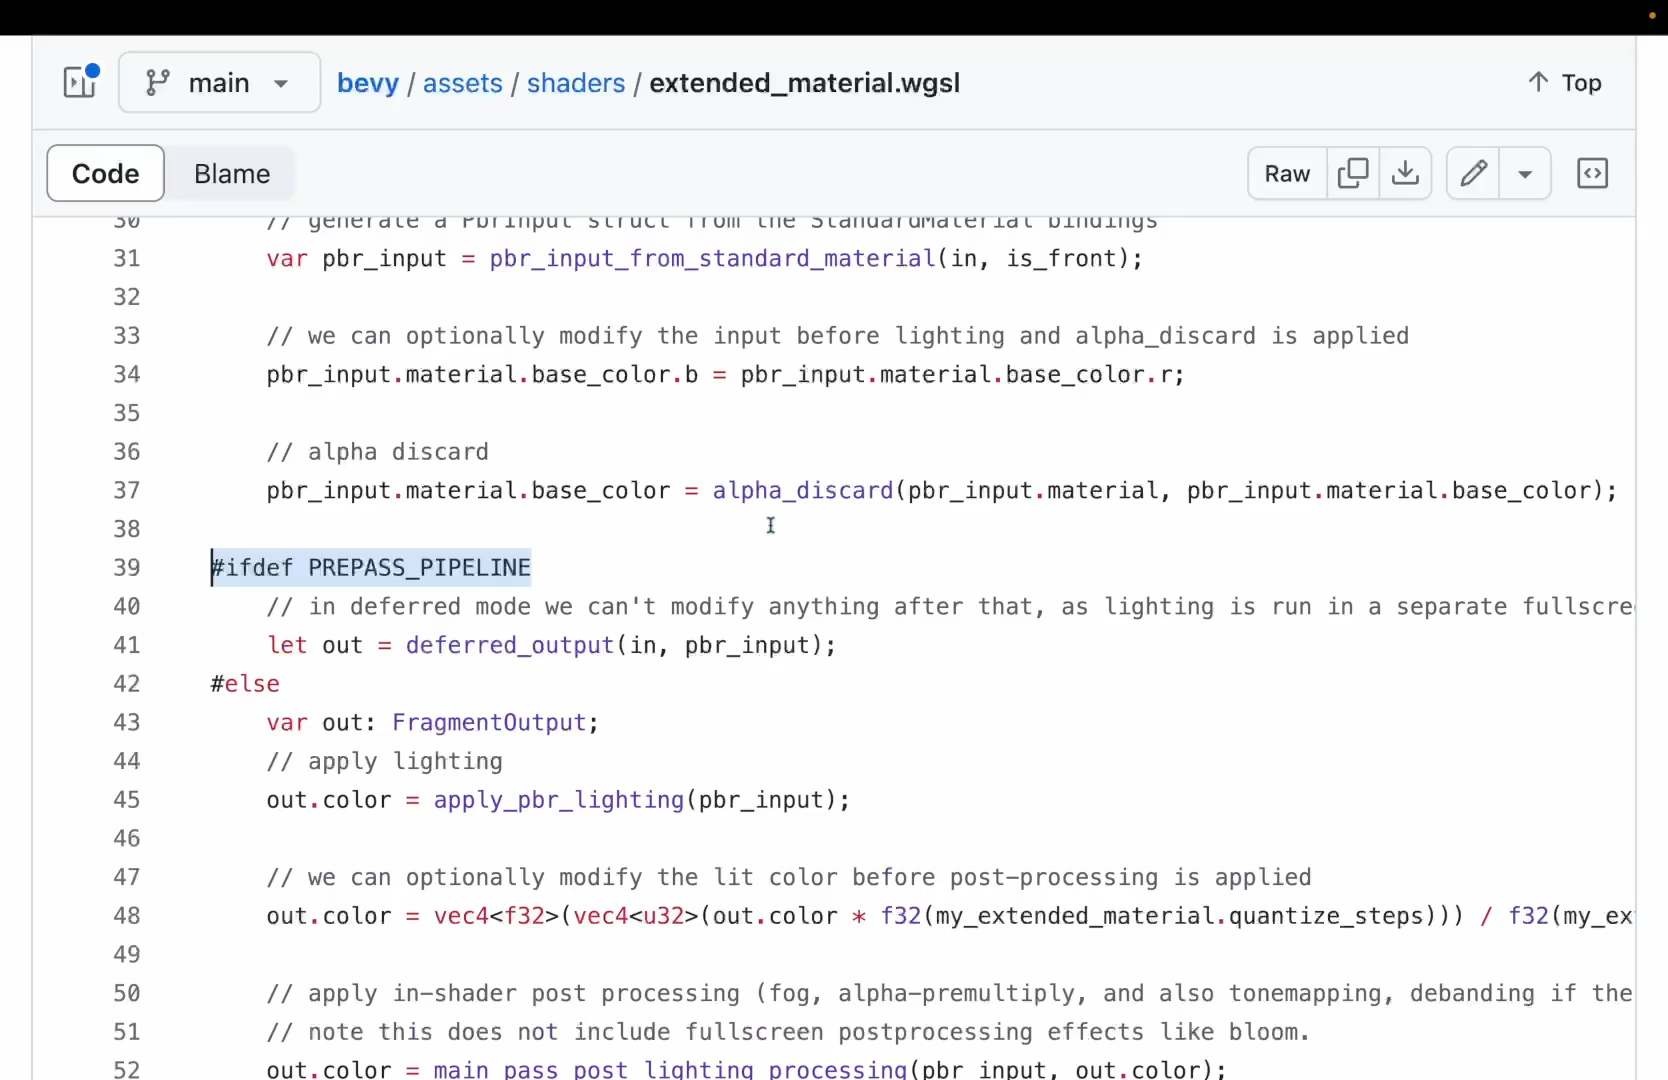 main
bevy / assets / shaders / extended_material.wgsl
Top
Code Blame Raw
30 // generate a PbrInput struct from the StandardMaterial bindings
31 var pbr_input = pbr_input_from_standard_material(in, is_front);
32
33 // we can optionally modify the input before lighting and alpha_discard is applied
34 pbr_input.material.base_color.b = pbr_input.material.base_color.r;
35
36 // alpha discard
37 pbr_input.material.base_color = alpha_discard(pbr_input.material, pbr_input.material.base_color);
38
39 #ifdef PREPASS_PIPELINE
40 // in deferred mode we can't modify anything after that, as lighting is run in a separate fullscre
41 let out = deferred_output(in, pbr_input);
42 #else
43 var out: FragmentOutput;
44 // apply lighting
45 out.color = apply_pbr_lighting(pbr_input);
46
47 // we can optionally modify the lit color before post-processing is applied
48 out.color = vec4<f32>(vec4<u32>(out.color * f32(my_extended_material.quantize_steps))) / f32(my_ex
49
50 // apply in-shader post processing (fog, alpha-premultiply, and also tonemapping, debanding if the
51 // note this does not include fullscreen postprocessing effects like bloom.
52 out.color = main_pass_post_lighting_processing(pbr_input, out.color);